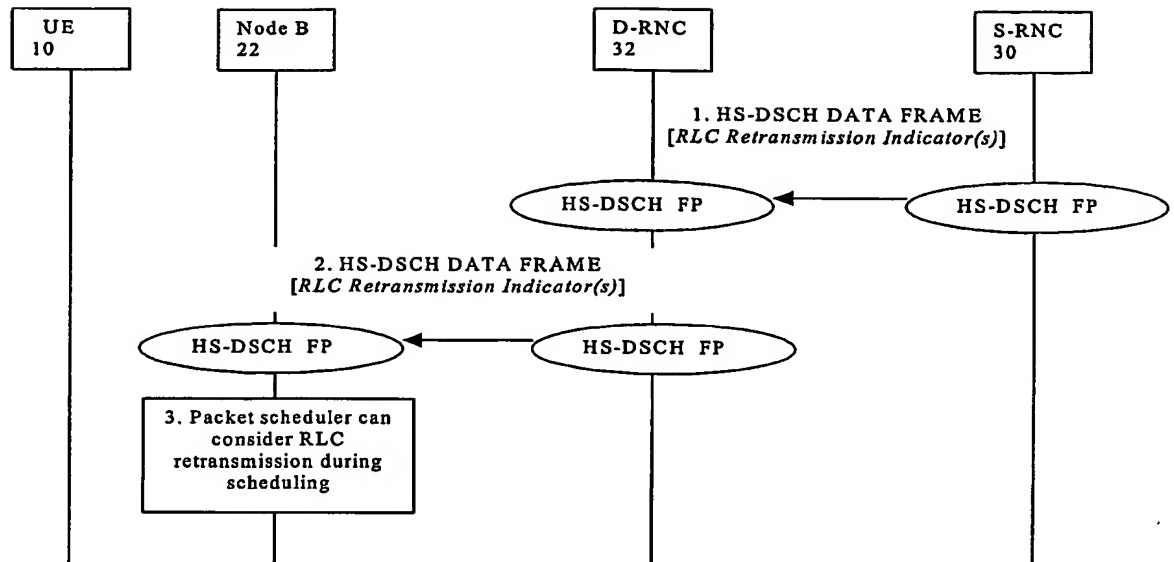 UE
10
Node B
22
D-RNC
32
S-RNC
30
1. HS-DSCH DATA FRAME
[RLC Retransmission Indicator(s)]
HS-DSCH FP
HS-DSCH FP
2. HS-DSCH DATA FRAME
[RLC Retransmission Indicator(s)]
HS-DSCH FP
HS-DSCH FP
3. Packet scheduler can
consider RLC
retransmission during
scheduling